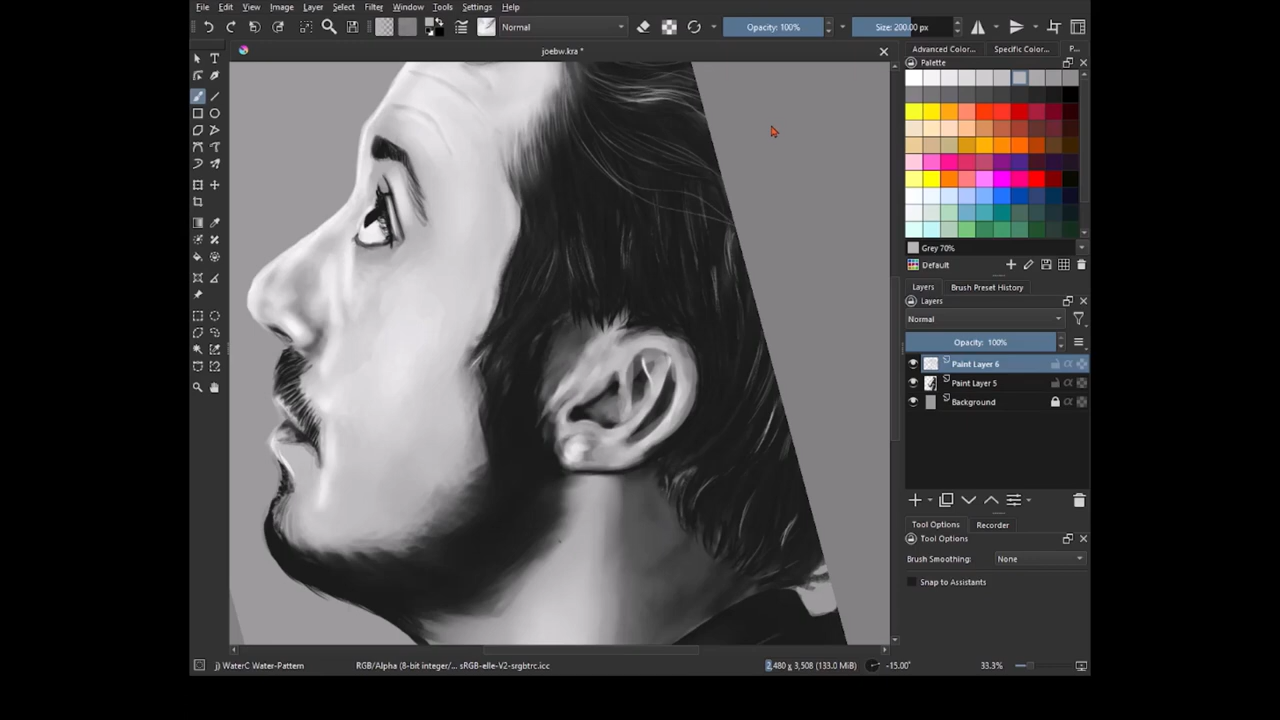 File Edit View Image Layer Select Filter Window Tools Settings Help
Normal Opacity: 100% Size: 200.00 px
joebw.kra *
Advanced Color... Specific Color... P...
Palette
Grey 70%
Default
Layers Brush Preset History
Layers
Normal
Opacity: 100%
Paint Layer 6
Paint Layer 5
Background
Tool Options Recorder
Tool Options
Brush Smoothing: None
Snap to Assistants
j) WaterC Water-Pattern RGB/Alpha (8-bit integer/... sRGB-elle-V2-srgbtrc.icc 2,480 x 3,508 (133.0 MiB) -15.00° 33.3%